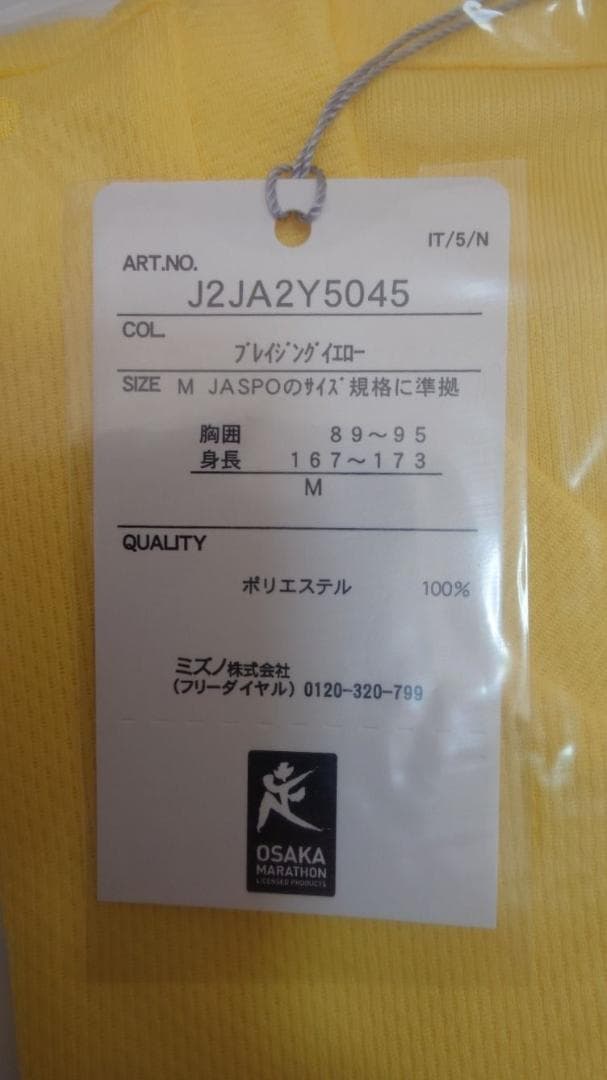 IT/5/N
ART.NO.
J2JA2Y5045
COL.
ﾌﾞﾚｲｼﾞﾝｸﾞｲｴﾛｰ
SIZE M JASPOのｻｲｽﾞ規格に準拠
胸囲 89～95
身長 167～173
M
QUALITY
ポリエステル 100%
ミズノ株式会社
(フリーダイヤル) 0120-320-799
OSAKA
MARATHON
LICENSED PRODUCTS